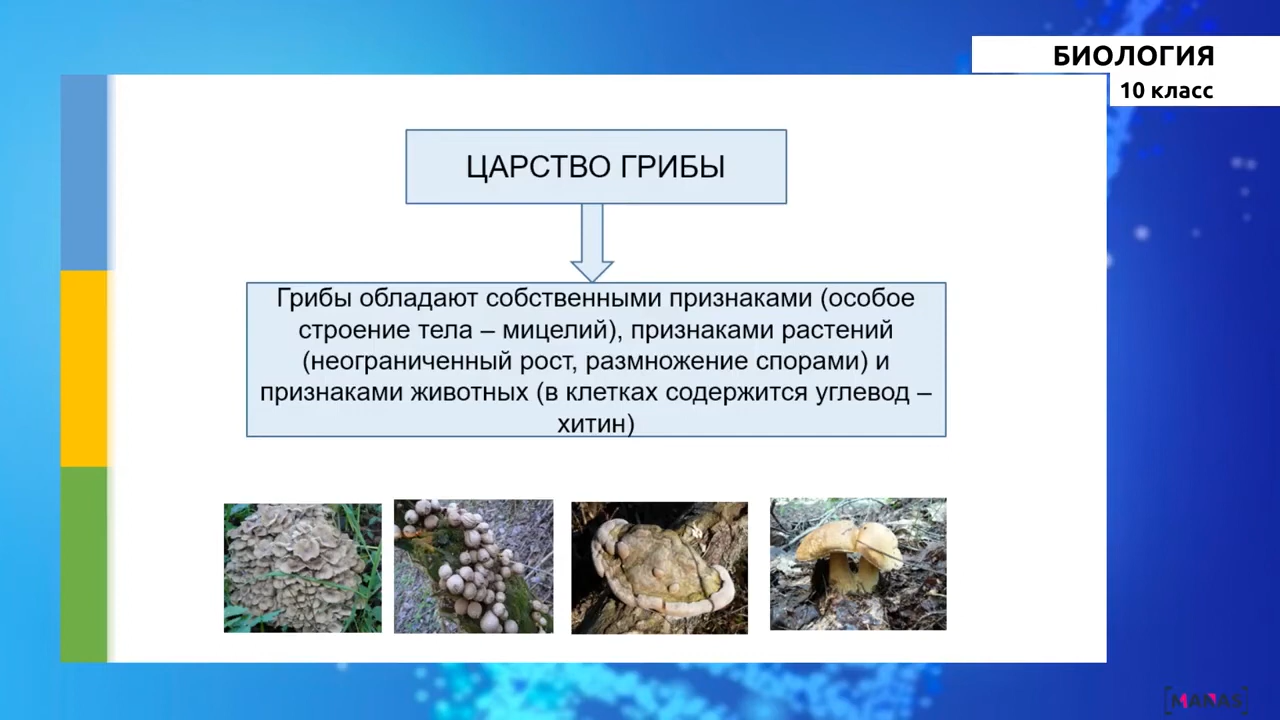 БИОЛОГИЯ
10 класс
ЦАРСТВО ГРИБЫ
Грибы обладают собственными признаками (особое
строение тела – мицелий), признаками растений
(неограниченный рост, размножение спорами) и
признаками животных (в клетках содержится углевод –
хитин)
MANAS